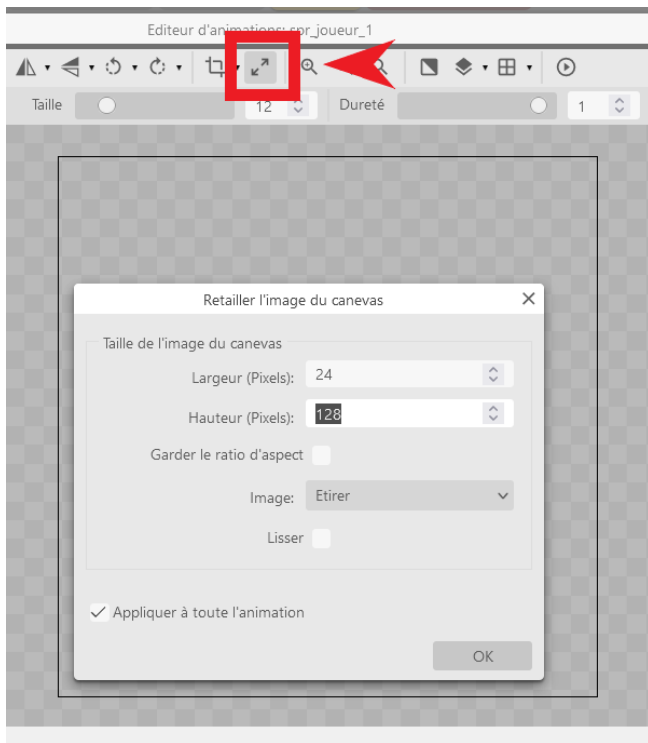 Editeur d'animations: spr_joueur_1
Taille 12 Dureté 1
Retailler l'image du canevas
Taille de l'image du canevas
Largeur (Pixels): 24
Hauteur (Pixels): 128
Garder le ratio d'aspect
Image: Etirer
Lisser
Appliquer à toute l'animation
OK